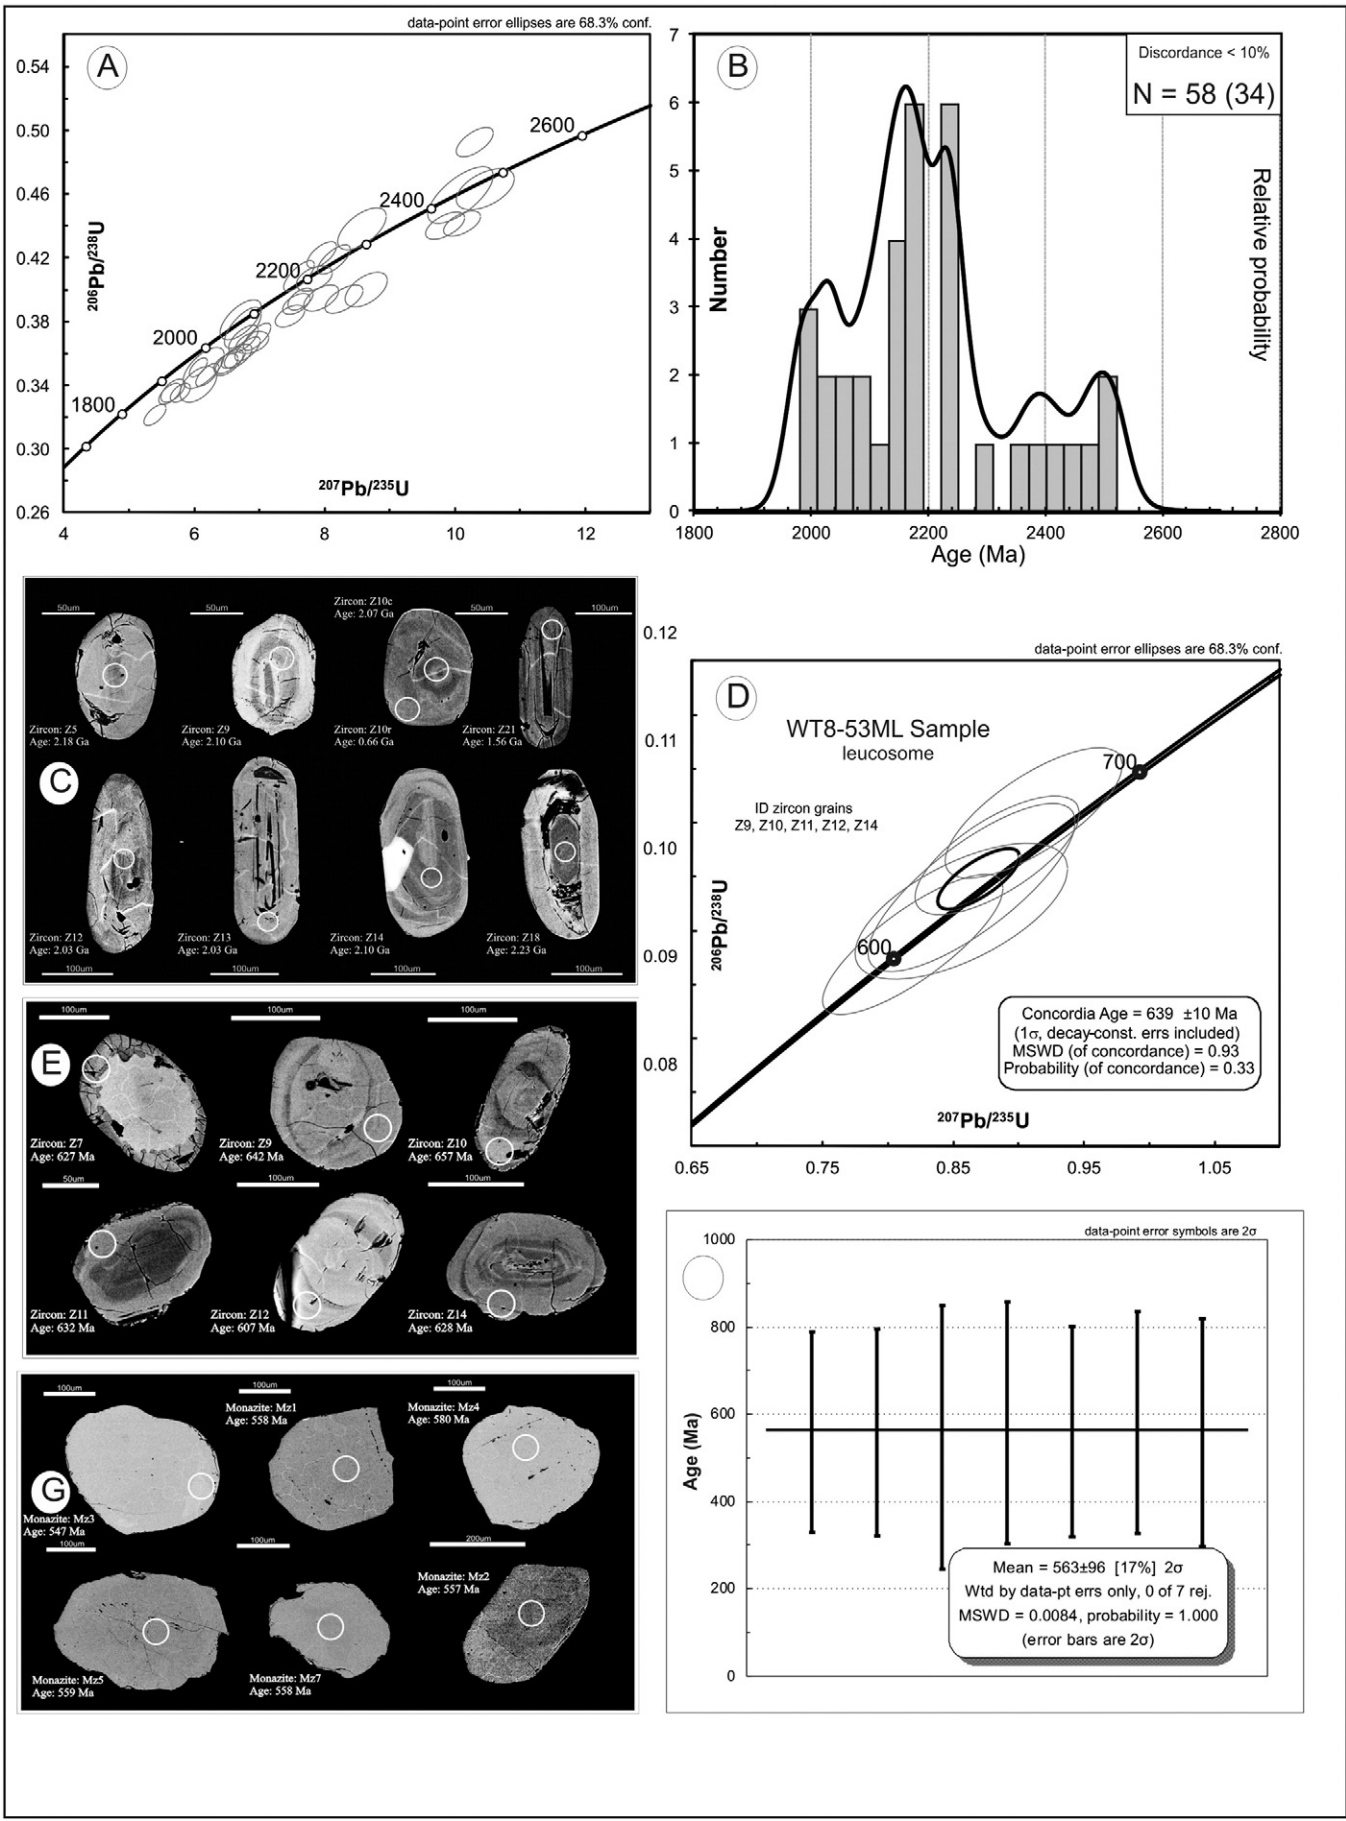 data-point error ellipses are 68.3% conf.
A
0.54
0.50
0.46
0.42
0.38
0.34
0.30
0.26
206Pb/238U
2600
2400
2200
2000
1800
207Pb/235U
4 6 8 10 12
B
Discordance < 10%
N = 58 (34)
7
6
5
4
3
2
1
0
Number
Relative probability
1800 2000 2200 2400 2600 2800
Age (Ma)
C
50um
50um
Zircon: Z10c
Age: 2.07 Ga
50um
100um
Zircon: Z5
Age: 2.18 Ga
Zircon: Z9
Age: 2.10 Ga
Zircon: Z10r
Age: 0.66 Ga
Zircon: Z21
Age: 1.56 Ga
Zircon: Z12
Age: 2.03 Ga
Zircon: Z13
Age: 2.03 Ga
Zircon: Z14
Age: 2.10 Ga
Zircon: Z18
Age: 2.23 Ga
100um
100um
100um
100um
data-point error ellipses are 68.3% conf.
D
WT8-53ML Sample
leucosome
ID zircon grains
Z9, Z10, Z11, Z12, Z14
0.12
0.11
0.10
0.09
0.08
206Pb/238U
700
600
Concordia Age = 639 ±10 Ma
(1σ, decay-const. errs included)
MSWD (of concordance) = 0.93
Probability (of concordance) = 0.33
207Pb/235U
0.65 0.75 0.85 0.95 1.05
E
100um
100um
100um
Zircon: Z7
Age: 627 Ma
Zircon: Z9
Age: 642 Ma
Zircon: Z10
Age: 657 Ma
50um
100um
100um
Zircon: Z11
Age: 632 Ma
Zircon: Z12
Age: 607 Ma
Zircon: Z14
Age: 628 Ma
data-point error symbols are 2σ
1000
800
600
400
200
0
Age (Ma)
Mean = 563±96 [17%] 2σ
Wtd by data-pt errs only, 0 of 7 rej.
MSWD = 0.0084, probability = 1.000
(error bars are 2σ)
G
100um
100um
Monazite: Mz1
Age: 558 Ma
100um
Monazite: Mz4
Age: 580 Ma
Monazite: Mz3
Age: 547 Ma
100um
100um
200um
Monazite: Mz2
Age: 557 Ma
Monazite: Mz5
Age: 559 Ma
Monazite: Mz7
Age: 558 Ma